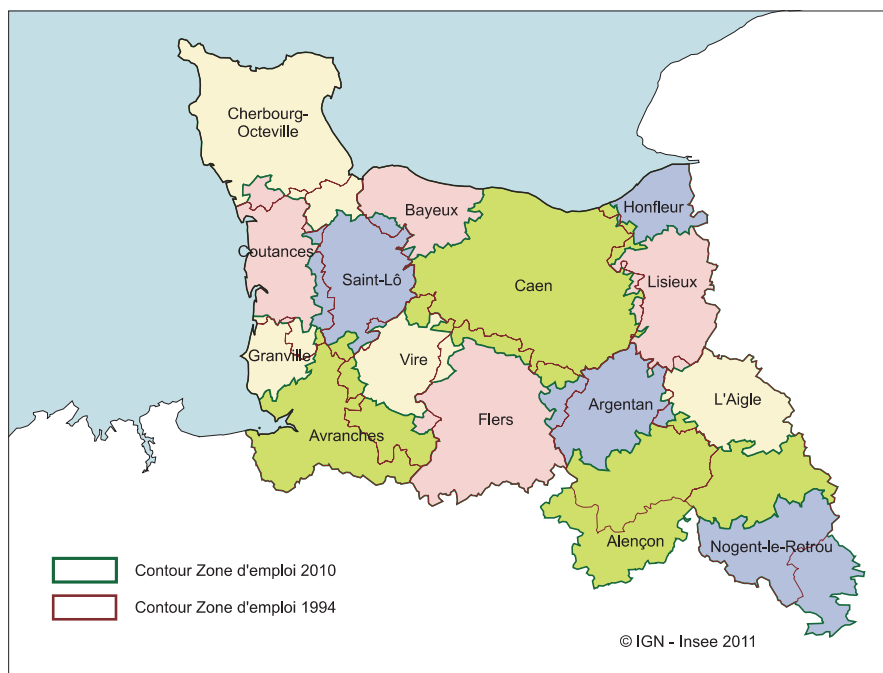 Cherbourg-
Octeville
Bayeux
Honfleur
Coutances
Saint-Lô
Caen
Lisieux
Granville
Vire
L'Aigle
Argentan
Flers
Avranches
Alençon
Nogent-le-Rotrou
Contour Zone d'emploi 2010
Contour Zone d'emploi 1994
© IGN - Insee 2011